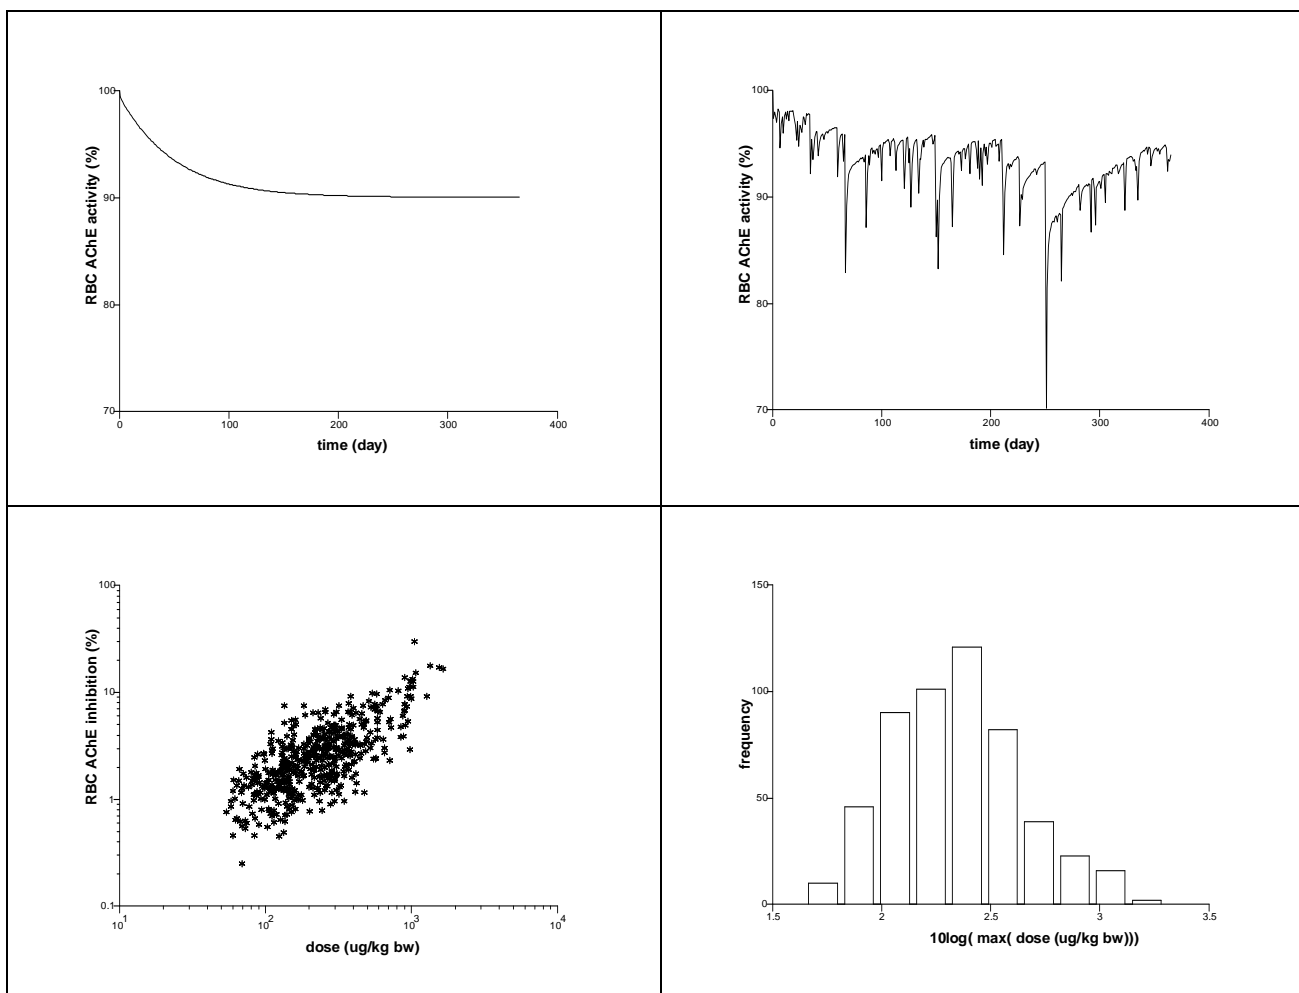 100
90
80
70
RBC AChE activity (%)
0 100 200 300 400
time (day)
100
90
80
70
RBC AChE activity (%)
0 100 200 300 400
time (day)
100
10
1
0.1
RBC AChE inhibition (%)
10^1 10^2 10^3 10^4
dose (ug/kg bw)
150
100
50
0
frequency
1.5 2 2.5 3 3.5
10log( max( dose (ug/kg bw)))